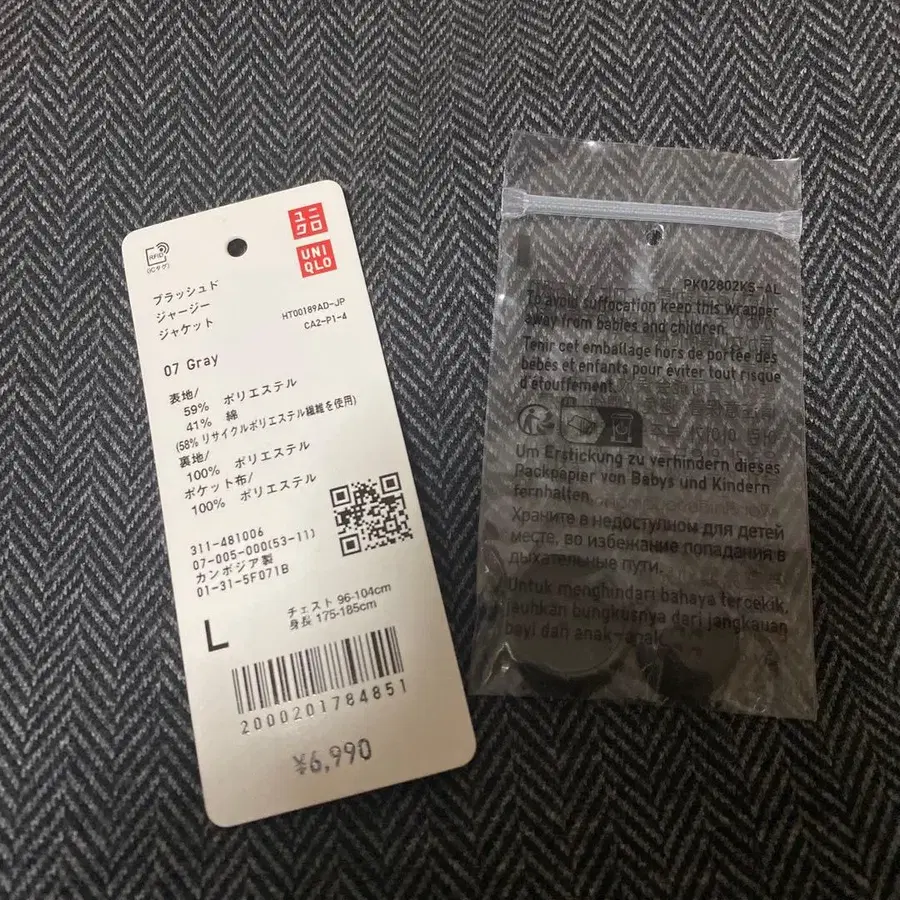 ユニ
クロ
UNI
QLO
RFID
(ICタグ)
ブラッシュド
ジャージー
ジャケット
HT00189AD-JP
CA2-P1-4
07 Gray
表地/
59% ポリエステル
41% 綿
(58% リサイクルポリエステル繊維を使用)
裏地/
100% ポリエステル
ポケット布/
100% ポリエステル
311-481006
07-005-000(53-11)
カンボジア製
01-31-5F071B
L
チェスト 96-104cm
身長 175-185cm
2000201784851
¥6,990
PK02802KS-AL
To avoid suffocation keep this wrapper
away from babies and children.
Tenir cet emballage hors de portée des
bébés et enfants pour éviter tout risque
d'étouffement.
Um Erstickung zu verhindern dieses
Packpapier von Babys und Kindern
fernhalten.
Храните в недоступном для детей
месте, во избежание попадания в
дыхательные пути.
Untuk menghindari bahaya tercekik,
jauhkan bungkusnya dari jangkauan
bayi dan anak-anak